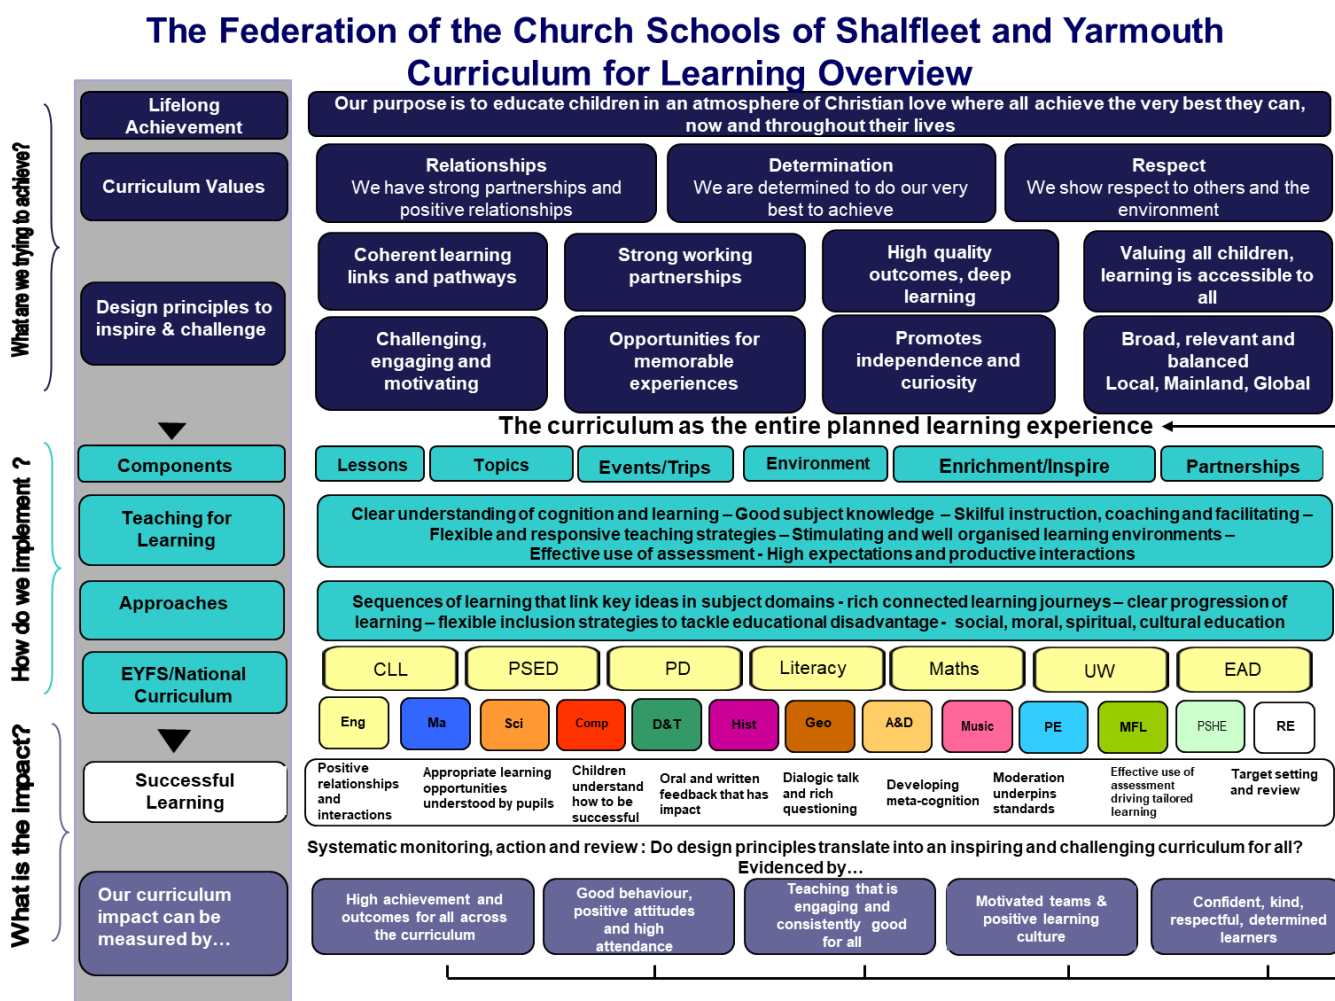 The Federation of the Church Schools of Shalfleet and Yarmouth
Curriculum for Learning Overview
What are we trying to achieve?
Lifelong
Achievement
Our purpose is to educate children in an atmosphere of Christian love where all achieve the very best they can,
now and throughout their lives
Curriculum Values
Relationships
We have strong partnerships and
positive relationships
Determination
We are determined to do our very
best to achieve
Respect
We show respect to others and the
environment
Design principles to
inspire & challenge
Coherent learning
links and pathways
Strong working
partnerships
High quality
outcomes, deep
learning
Valuing all children,
learning is accessible to
all
Challenging,
engaging and
motivating
Opportunities for
memorable
experiences
Promotes
independence and
curiosity
Broad, relevant and
balanced
Local, Mainland, Global
The curriculum as the entire planned learning experience
How do we implement ?
Components
Lessons
Topics
Events/Trips
Environment
Enrichment/Inspire
Partnerships
Teaching for
Learning
Clear understanding of cognition and learning – Good subject knowledge – Skilful instruction, coaching and facilitating –
Flexible and responsive teaching strategies – Stimulating and well organised learning environments –
Effective use of assessment - High expectations and productive interactions
Approaches
Sequences of learning that link key ideas in subject domains - rich connected learning journeys – clear progression of
learning – flexible inclusion strategies to tackle educational disadvantage - social, moral, spiritual, cultural education
EYFS/National
Curriculum
CLL
PSED
PD
Literacy
Maths
UW
EAD
Eng
Ma
Sci
Comp
D&T
Hist
Geo
A&D
Music
PE
MFL
PSHE
RE
What is the impact?
Successful
Learning
Positive
relationships
and
interactions
Appropriate learning
opportunities
understood by pupils
Children
understand
how to be
successful
Oral and written
feedback that has
impact
Dialogic talk
and rich
questioning
Developing
meta-cognition
Moderation
underpins
standards
Effective use of
assessment
driving tailored
learning
Target setting
and review
Systematic monitoring, action and review : Do design principles translate into an inspiring and challenging curriculum for all?
Evidenced by...
Our curriculum
impact can be
measured by...
High achievement and
outcomes for all across
the curriculum
Good behaviour,
positive attitudes
and high
attendance
Teaching that is
engaging and
consistently good
for all
Motivated teams &
positive learning
culture
Confident, kind,
respectful, determined
learners